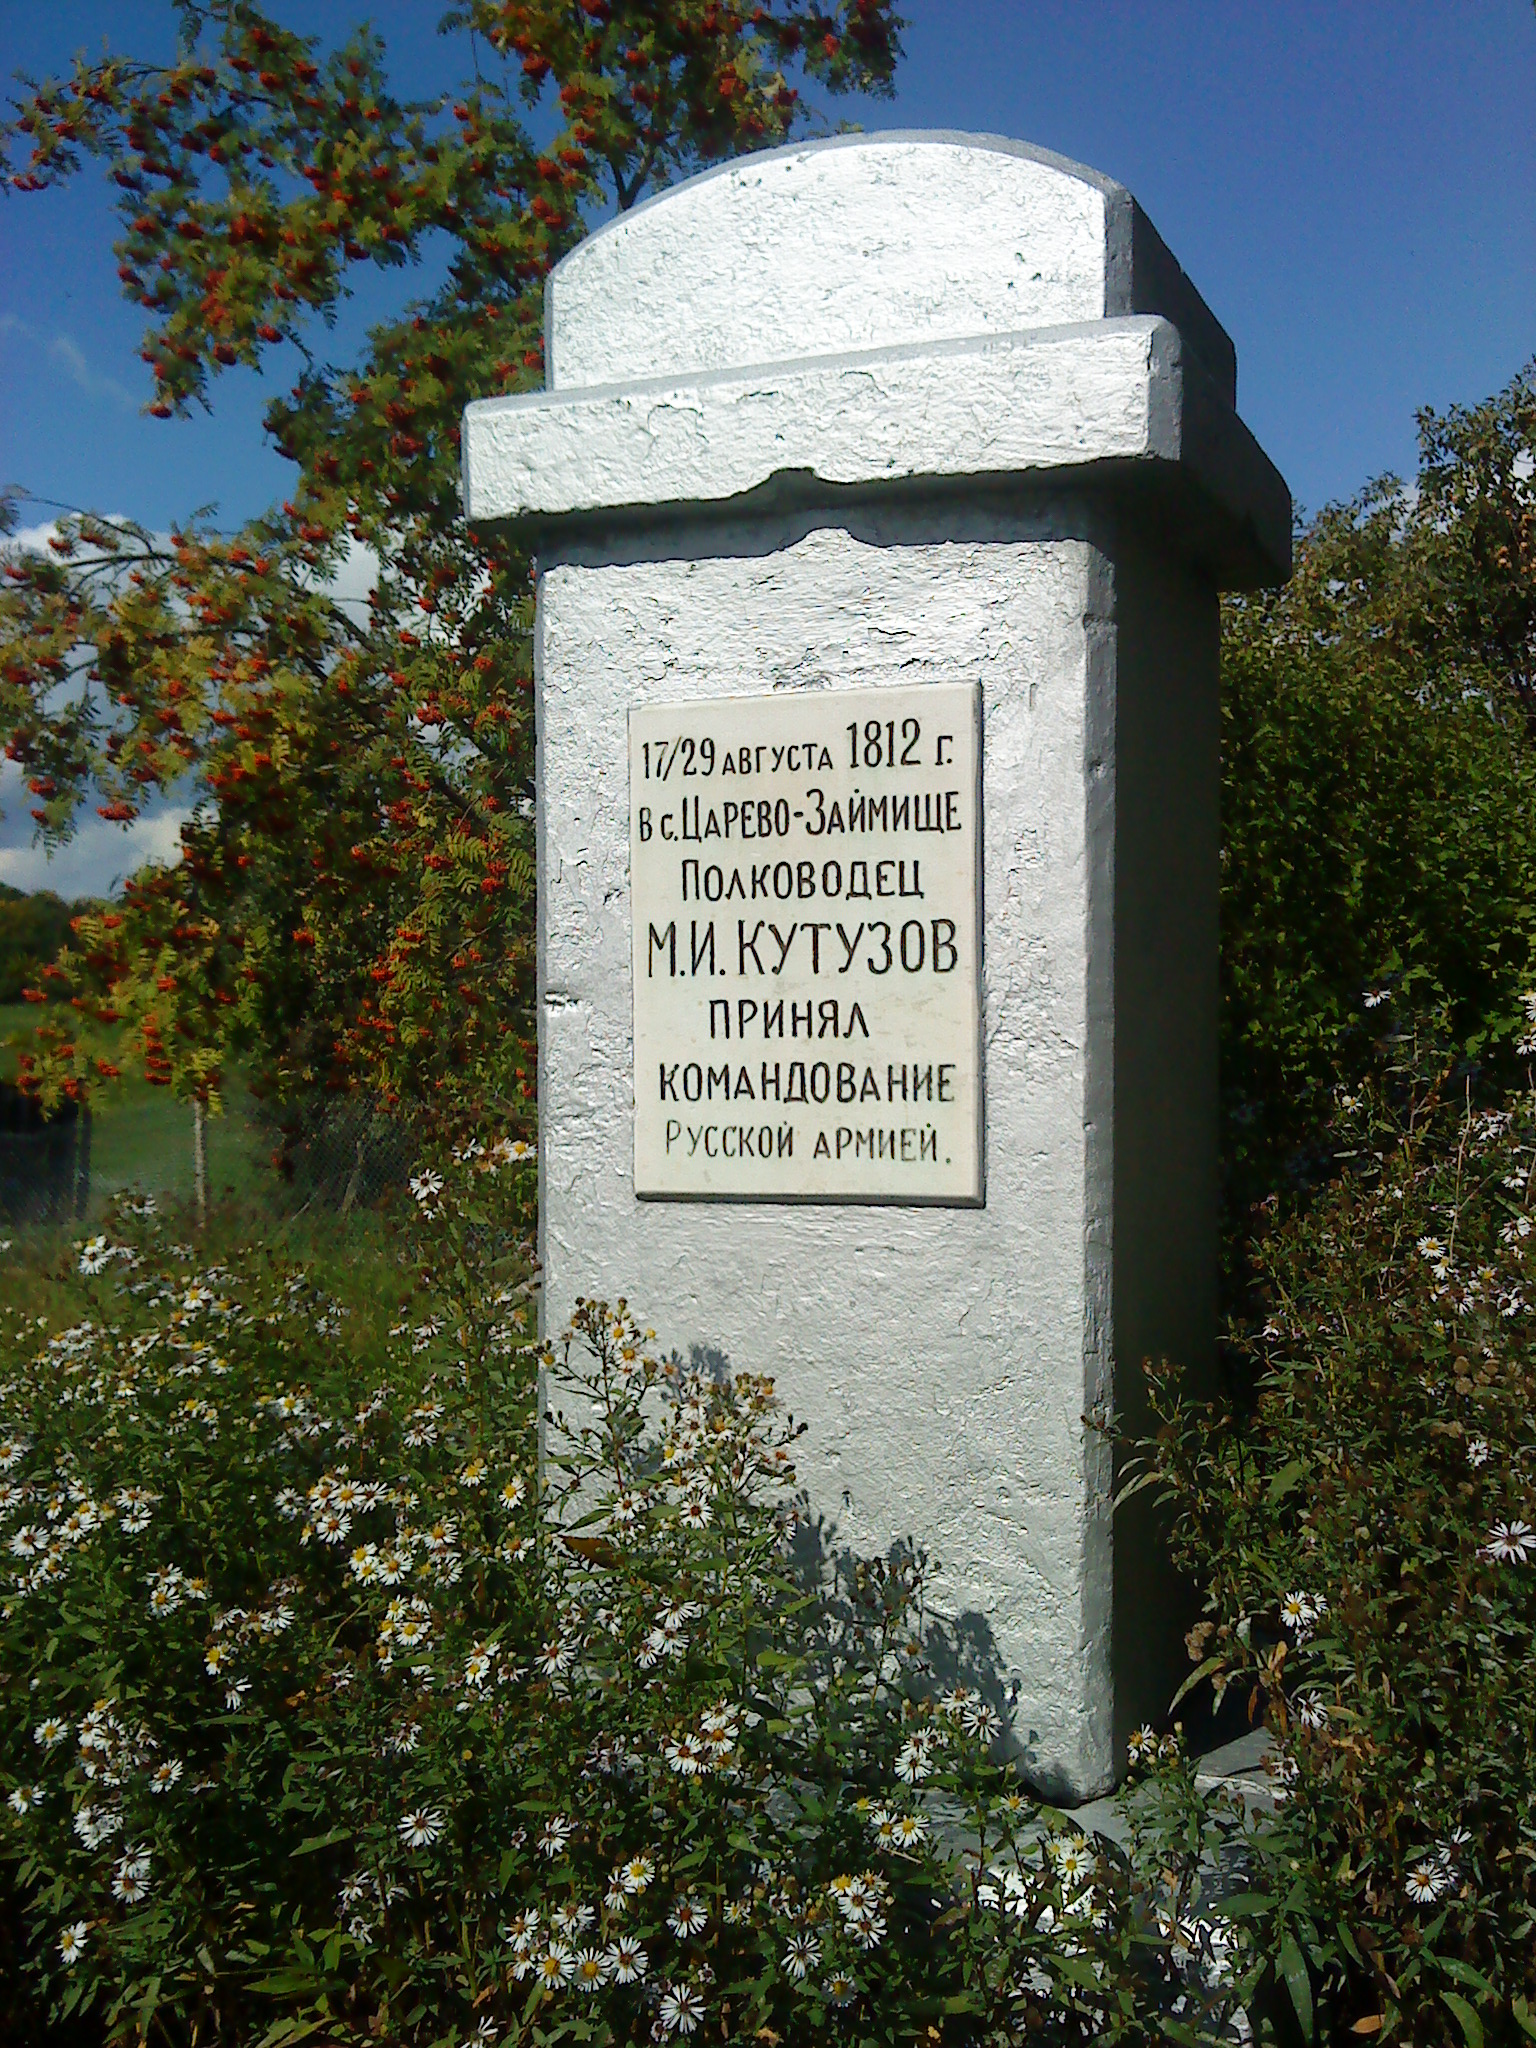 17/29 августа 1812 г.
в с. Царево-Займище
Полководец
М.И. КУТУЗОВ
ПРИНЯЛ
КОМАНДОВАНИЕ
Русской армией.